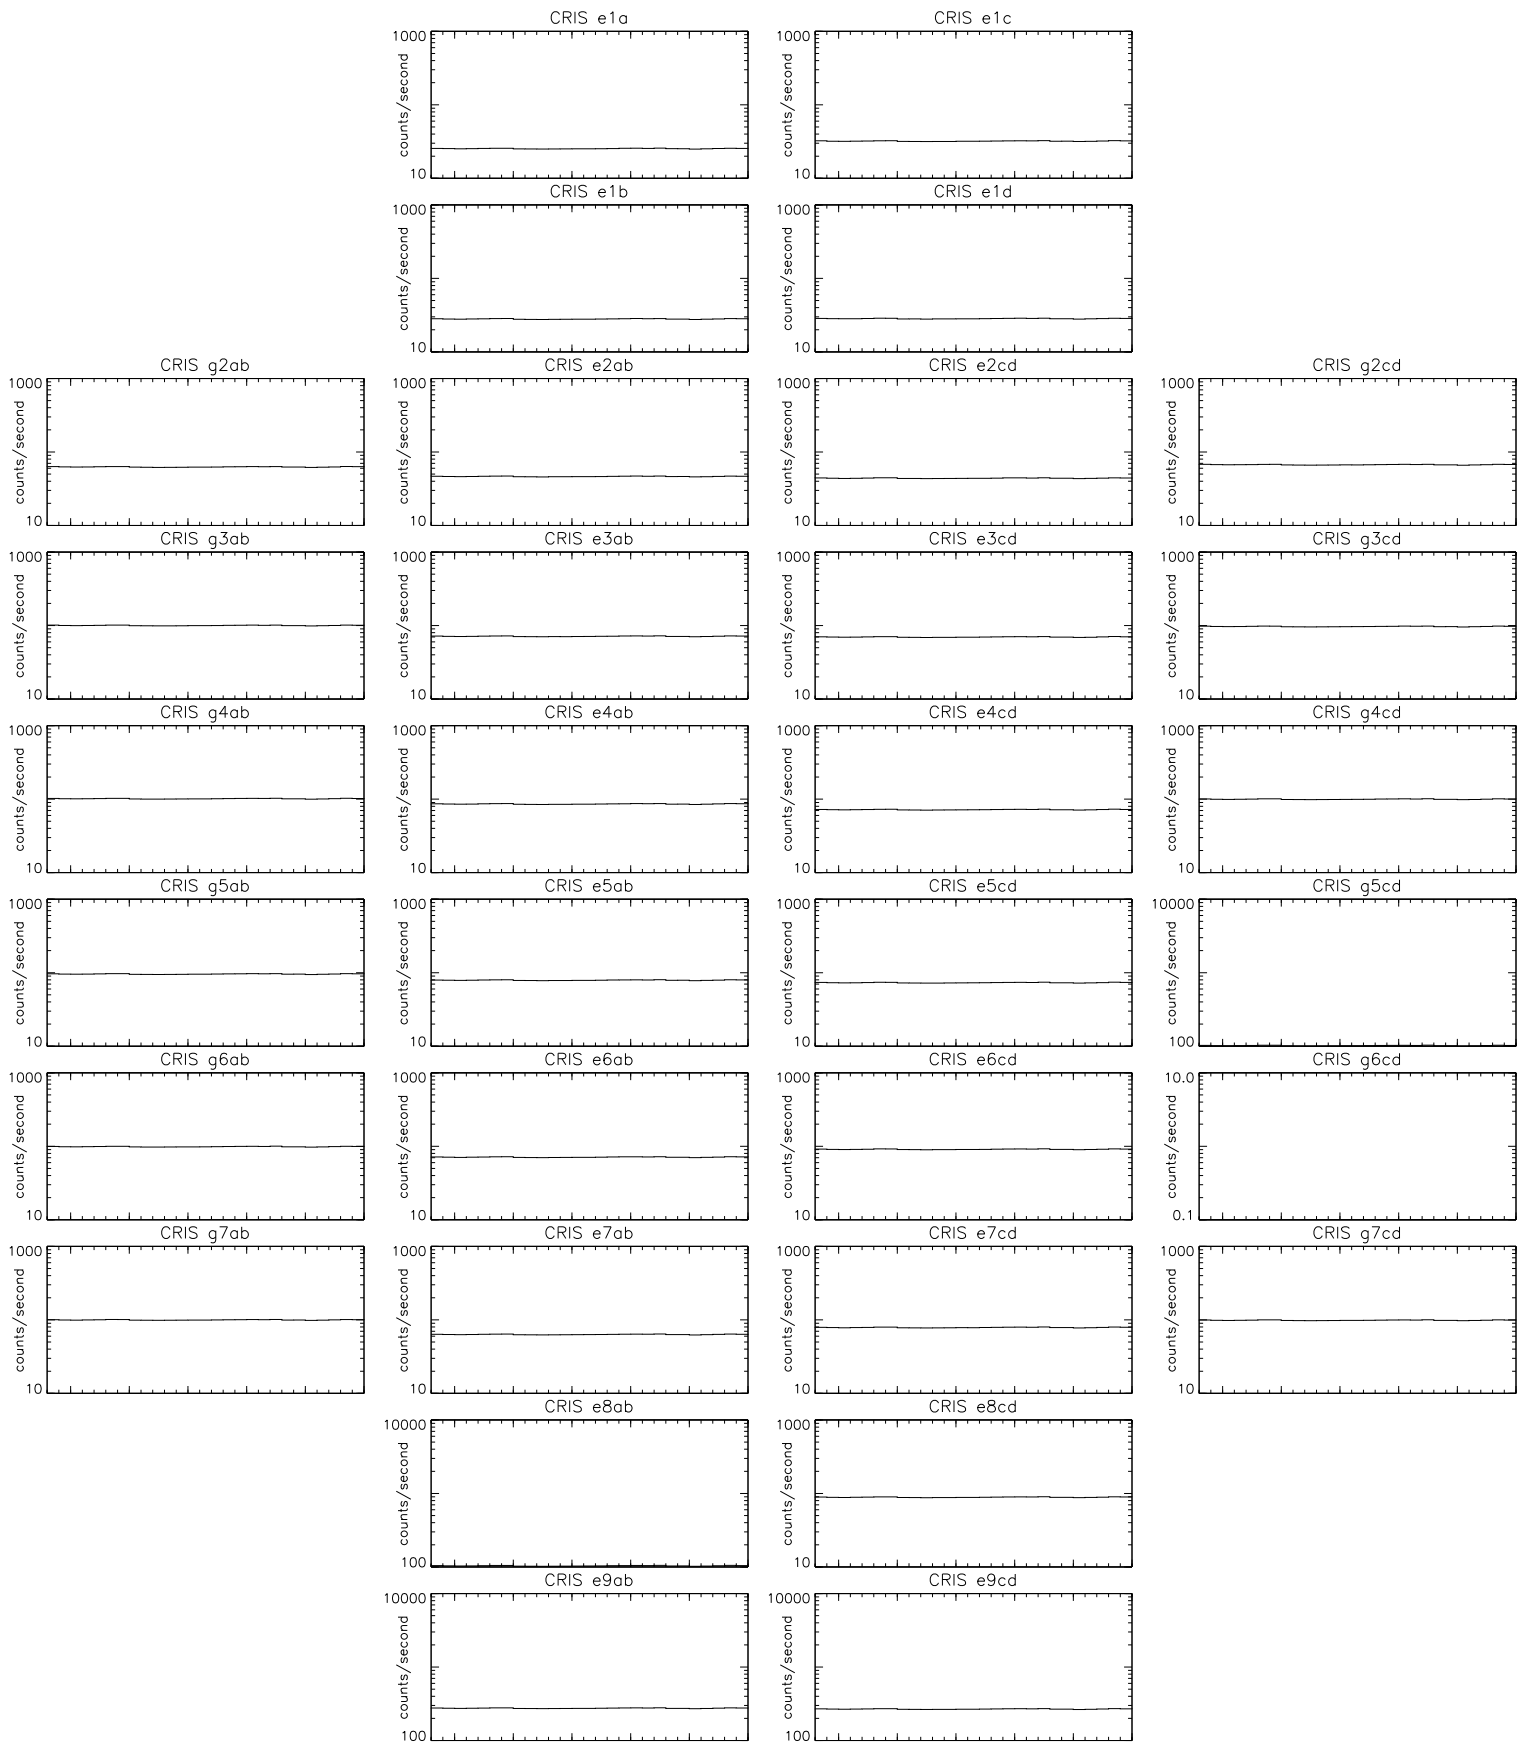 CRIS e1a CRIS e1c
1000 1000
counts/second counts/second
10 10
CRIS e1b CRIS e1d
1000 1000
counts/second counts/second
10 10
CRIS g2ab CRIS e2ab CRIS e2cd CRIS g2cd
1000 1000 1000 1000
counts/second counts/second counts/second counts/second
10 10 10 10
CRIS g3ab CRIS e3ab CRIS e3cd CRIS g3cd
1000 1000 1000 1000
counts/second counts/second counts/second counts/second
10 10 10 10
CRIS g4ab CRIS e4ab CRIS e4cd CRIS g4cd
1000 1000 1000 1000
counts/second counts/second counts/second counts/second
10 10 10 10
CRIS g5ab CRIS e5ab CRIS e5cd CRIS g5cd
1000 1000 1000 10000
counts/second counts/second counts/second counts/second
10 10 10 100
CRIS g6ab CRIS e6ab CRIS e6cd CRIS g6cd
1000 1000 1000 10.0
counts/second counts/second counts/second counts/second
10 10 10 0.1
CRIS g7ab CRIS e7ab CRIS e7cd CRIS g7cd
1000 1000 1000 1000
counts/second counts/second counts/second counts/second
10 10 10 10
CRIS e8ab CRIS e8cd
10000 1000
counts/second counts/second
100 10
CRIS e9ab CRIS e9cd
10000 10000
counts/second counts/second
100 100